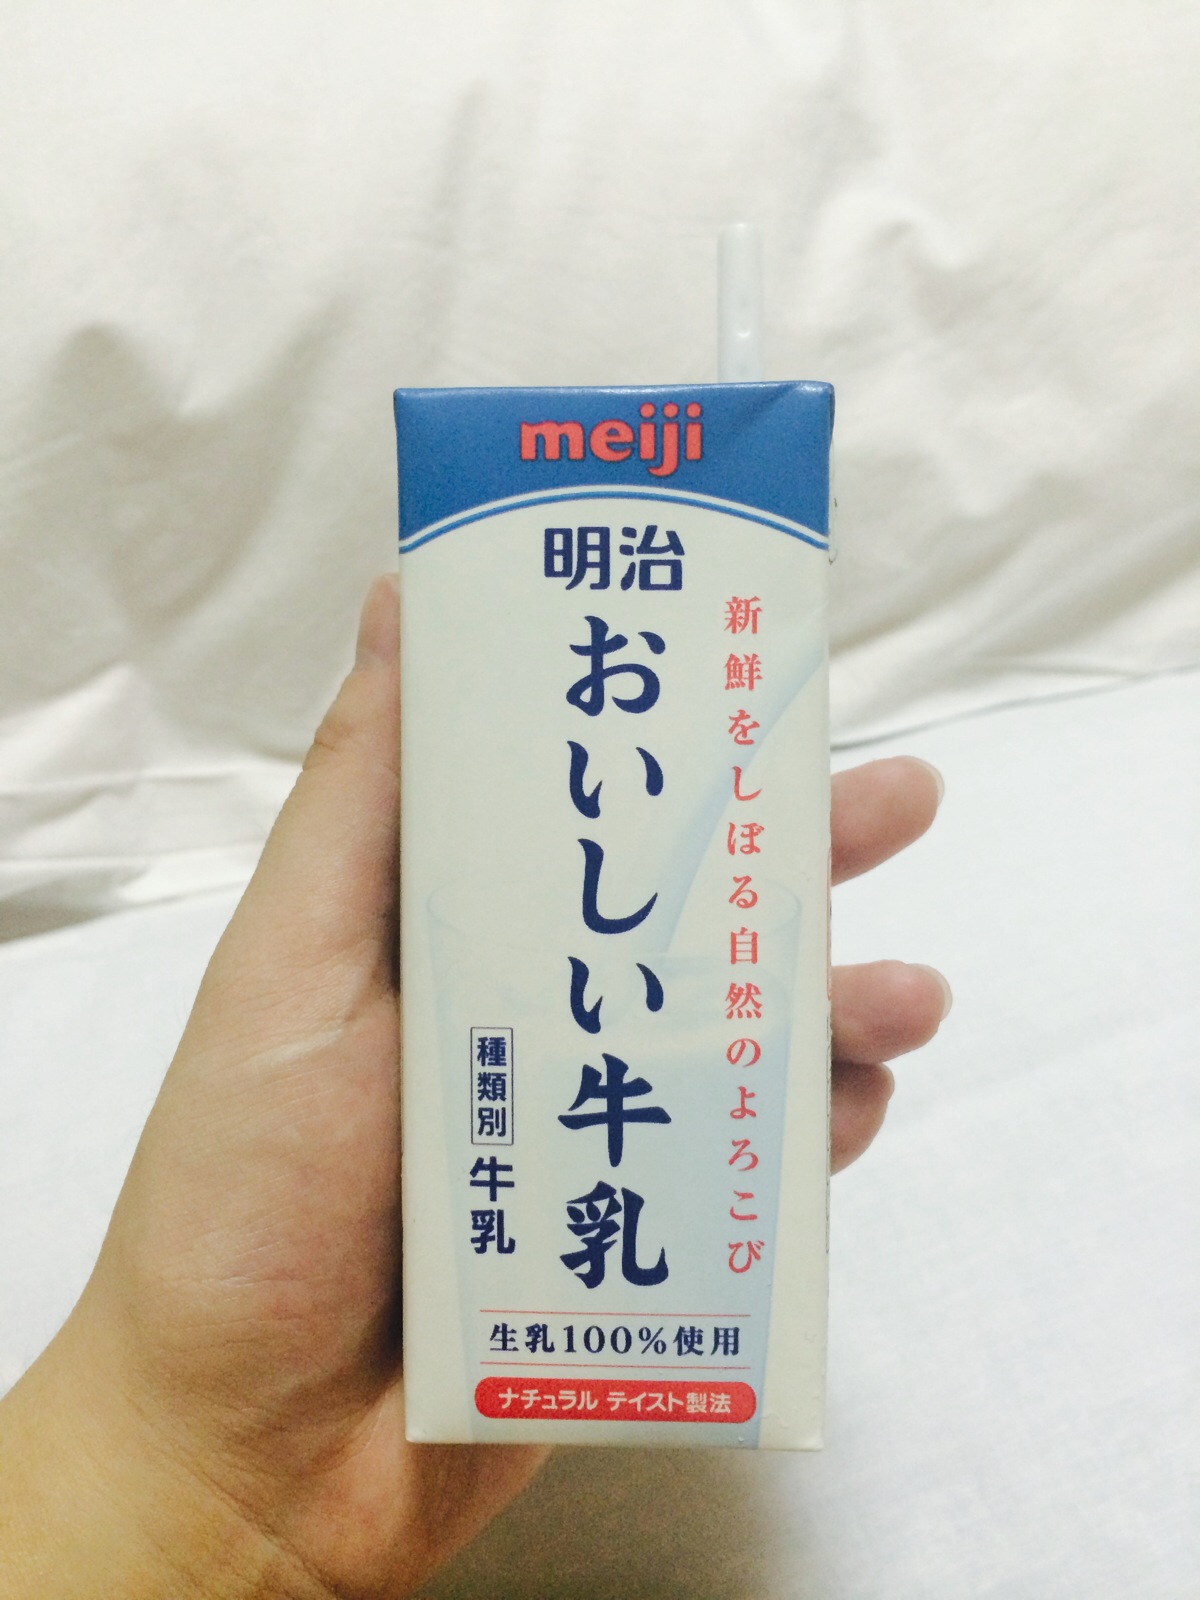 meiji
明治
おいしい牛乳
新鮮をしぼる自然のよろこび
種類別
牛乳
生乳100%使用
ナチュラル テイスト製法